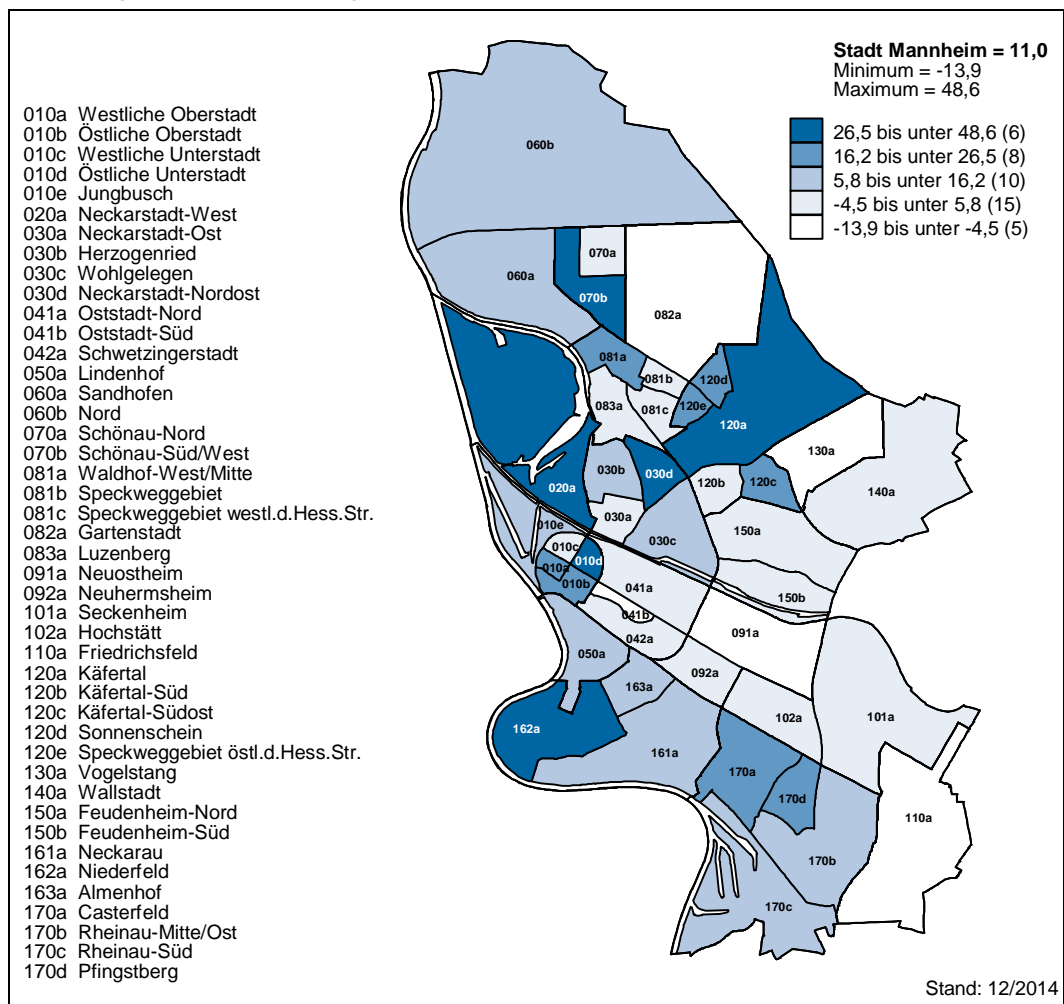 Stadt Mannheim = 11,0
Minimum = -13,9
Maximum = 48,6
26,5 bis unter 48,6 (6)
16,2 bis unter 26,5 (8)
5,8 bis unter 16,2 (10)
-4,5 bis unter 5,8 (15)
-13,9 bis unter -4,5 (5)
010a Westliche Oberstadt
010b Östliche Oberstadt
010c Westliche Unterstadt
010d Östliche Unterstadt
010e Jungbusch
020a Neckarstadt-West
030a Neckarstadt-Ost
030b Herzogenried
030c Wohlgelegen
030d Neckarstadt-Nordost
041a Oststadt-Nord
041b Oststadt-Süd
042a Schwetzingerstadt
050a Lindenhof
060a Sandhofen
060b Nord
070a Schönau-Nord
070b Schönau-Süd/West
081a Waldhof-West/Mitte
081b Speckweggebiet
081c Speckweggebiet westl.d.Hess.Str.
082a Gartenstadt
083a Luzenberg
091a Neuostheim
092a Neuhermsheim
101a Seckenheim
102a Hochstätt
110a Friedrichsfeld
120a Käfertal
120b Käfertal-Süd
120c Käfertal-Südost
120d Sonnenschein
120e Speckweggebiet östl.d.Hess.Str.
130a Vogelstang
140a Wallstadt
150a Feudenheim-Nord
150b Feudenheim-Süd
161a Neckarau
162a Niederfeld
163a Almenhof
170a Casterfeld
170b Rheinau-Mitte/Ost
170c Rheinau-Süd
170d Pfingstberg
060b
070a
060a
070b
082a
081a
081b
120d
083a
081c
120e
120a
130a
030b
030d
120b
120c
020a
140a
030a
010e
030c
150a
010c
010a
010d
010b
041a
150b
041b
042a
091a
050a
092a
163a
102a
101a
162a
161a
170a
170d
110a
170b
170c
Stand: 12/2014